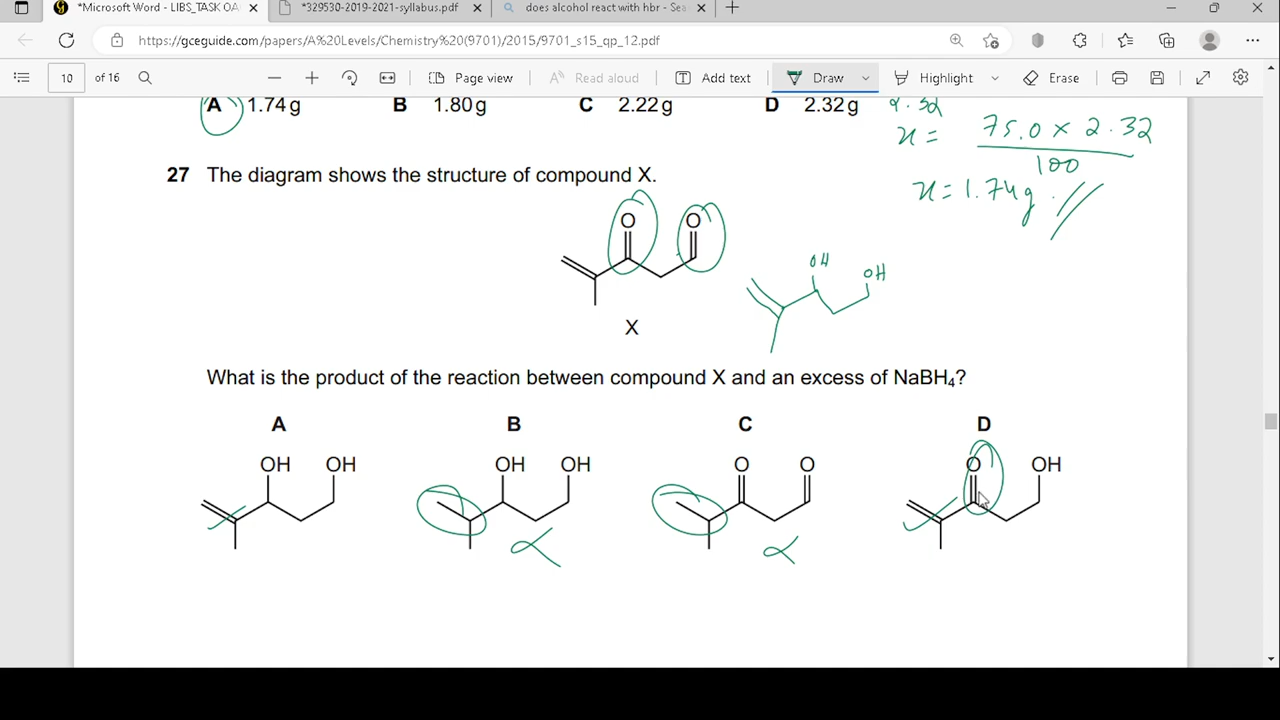 *Microsoft Word - LIBS_TASK OA
*329530-2019-2021-syllabus.pdf
does alcohol react with hbr - Sea
https://gceguide.com/papers/A%20Levels/Chemistry%20(9701)/2015/9701_s15_qp_12.pdf
10 of 16
Page view
Read aloud
Add text
Draw
Highlight
Erase
A 1.74 g B 1.80 g C 2.22 g D 2.32 g
2.32
x = 75.0 × 2.32
100
x = 1.74g
27 The diagram shows the structure of compound X.
O O
OH OH
X
What is the product of the reaction between compound X and an excess of NaBH₄?
A B C D
OH OH OH OH O O O OH